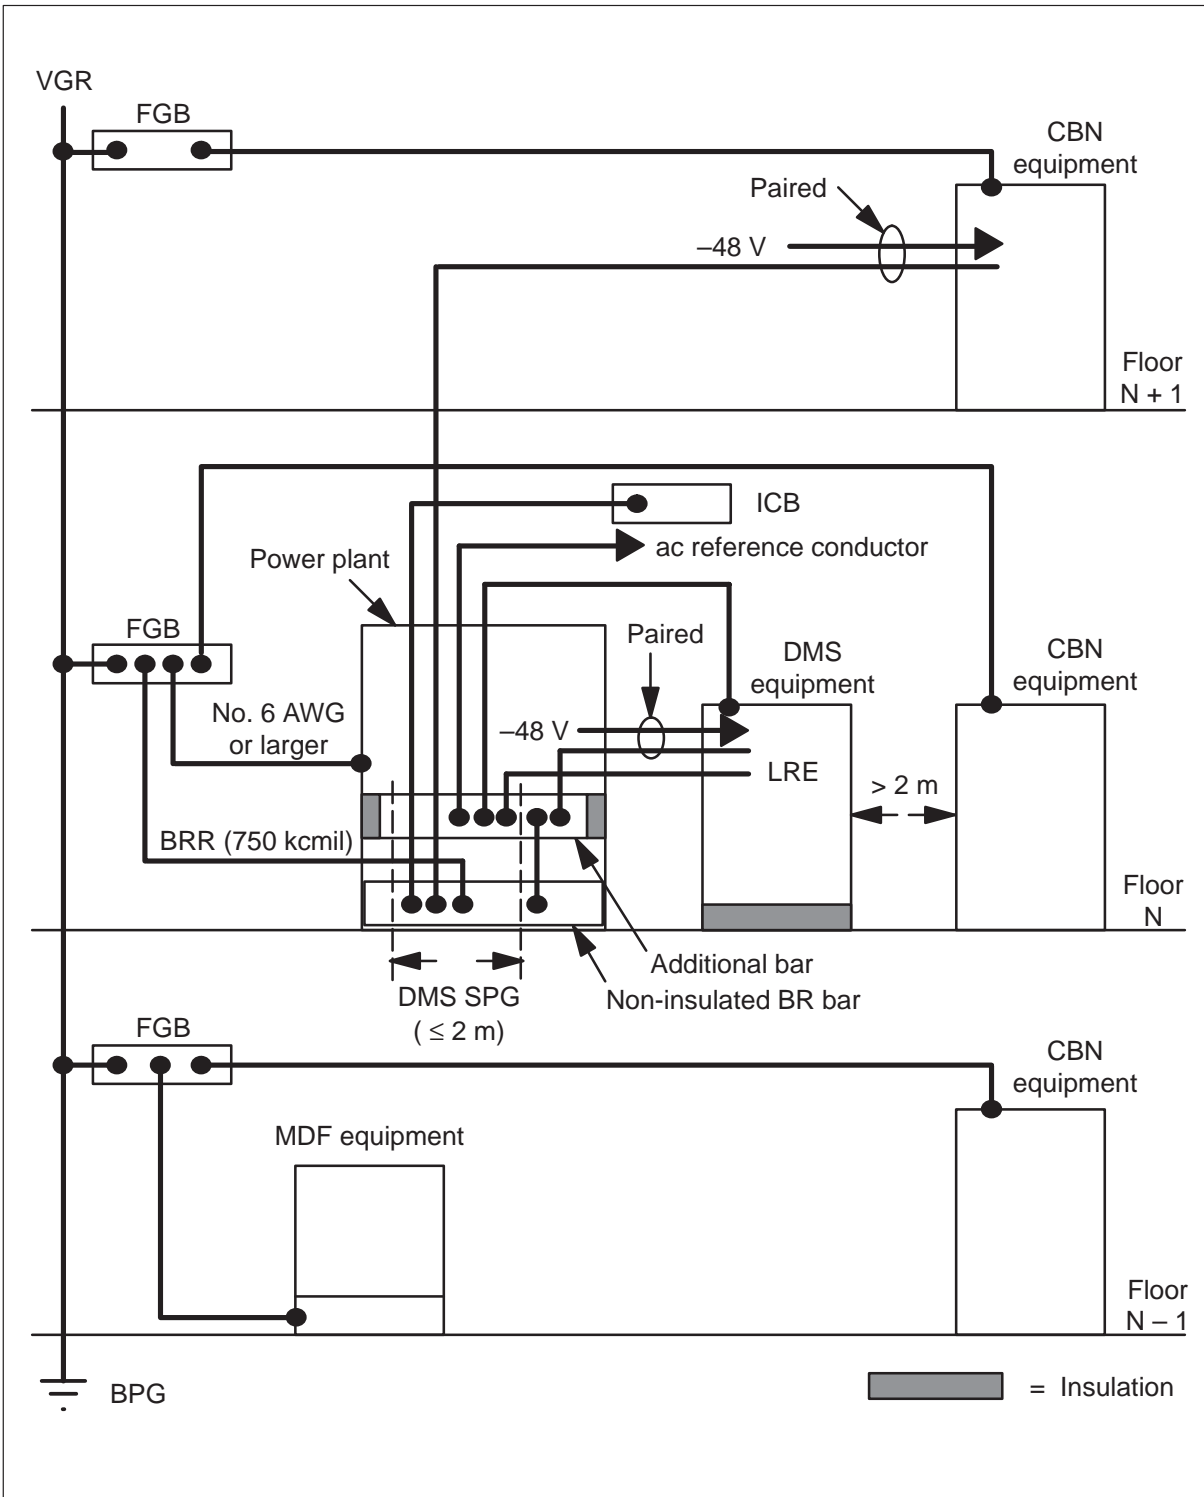 VGR
FGB
CBN
equipment
Paired
–48 V
Floor
N + 1
ICB
ac reference conductor
Power plant
FGB
Paired
DMS
equipment
CBN
equipment
No. 6 AWG
or larger
–48 V
LRE
> 2 m
BRR (750 kcmil)
Floor
N
Additional bar
DMS SPG
( ≤ 2 m)
Non-insulated BR bar
FGB
CBN
equipment
MDF equipment
Floor
N – 1
BPG
= Insulation